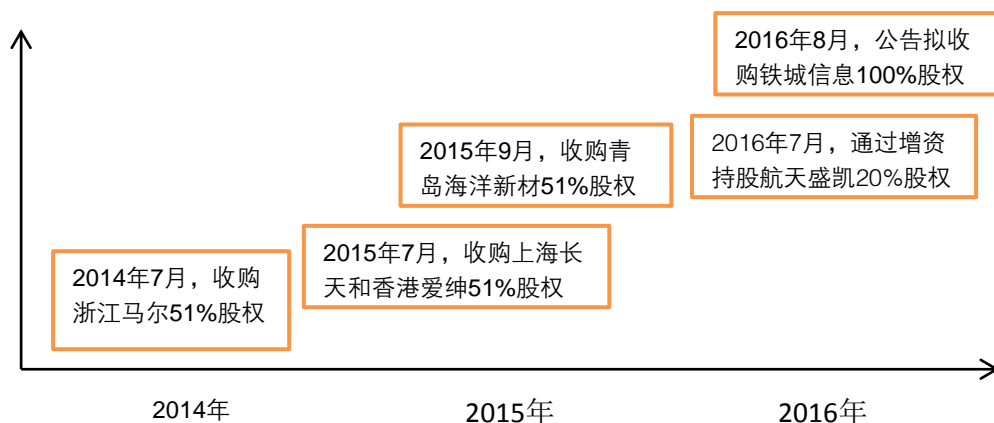 2016年8月，公告拟收
购铁城信息100%股权
2015年9月，收购青
岛海洋新材51%股权
2016年7月，通过增资
持股航天盛凯20%股权
2014年7月，收购
浙江马尔51%股权
2015年7月，收购上海长
天和香港爱绅51%股权
2014年
2015年
2016年